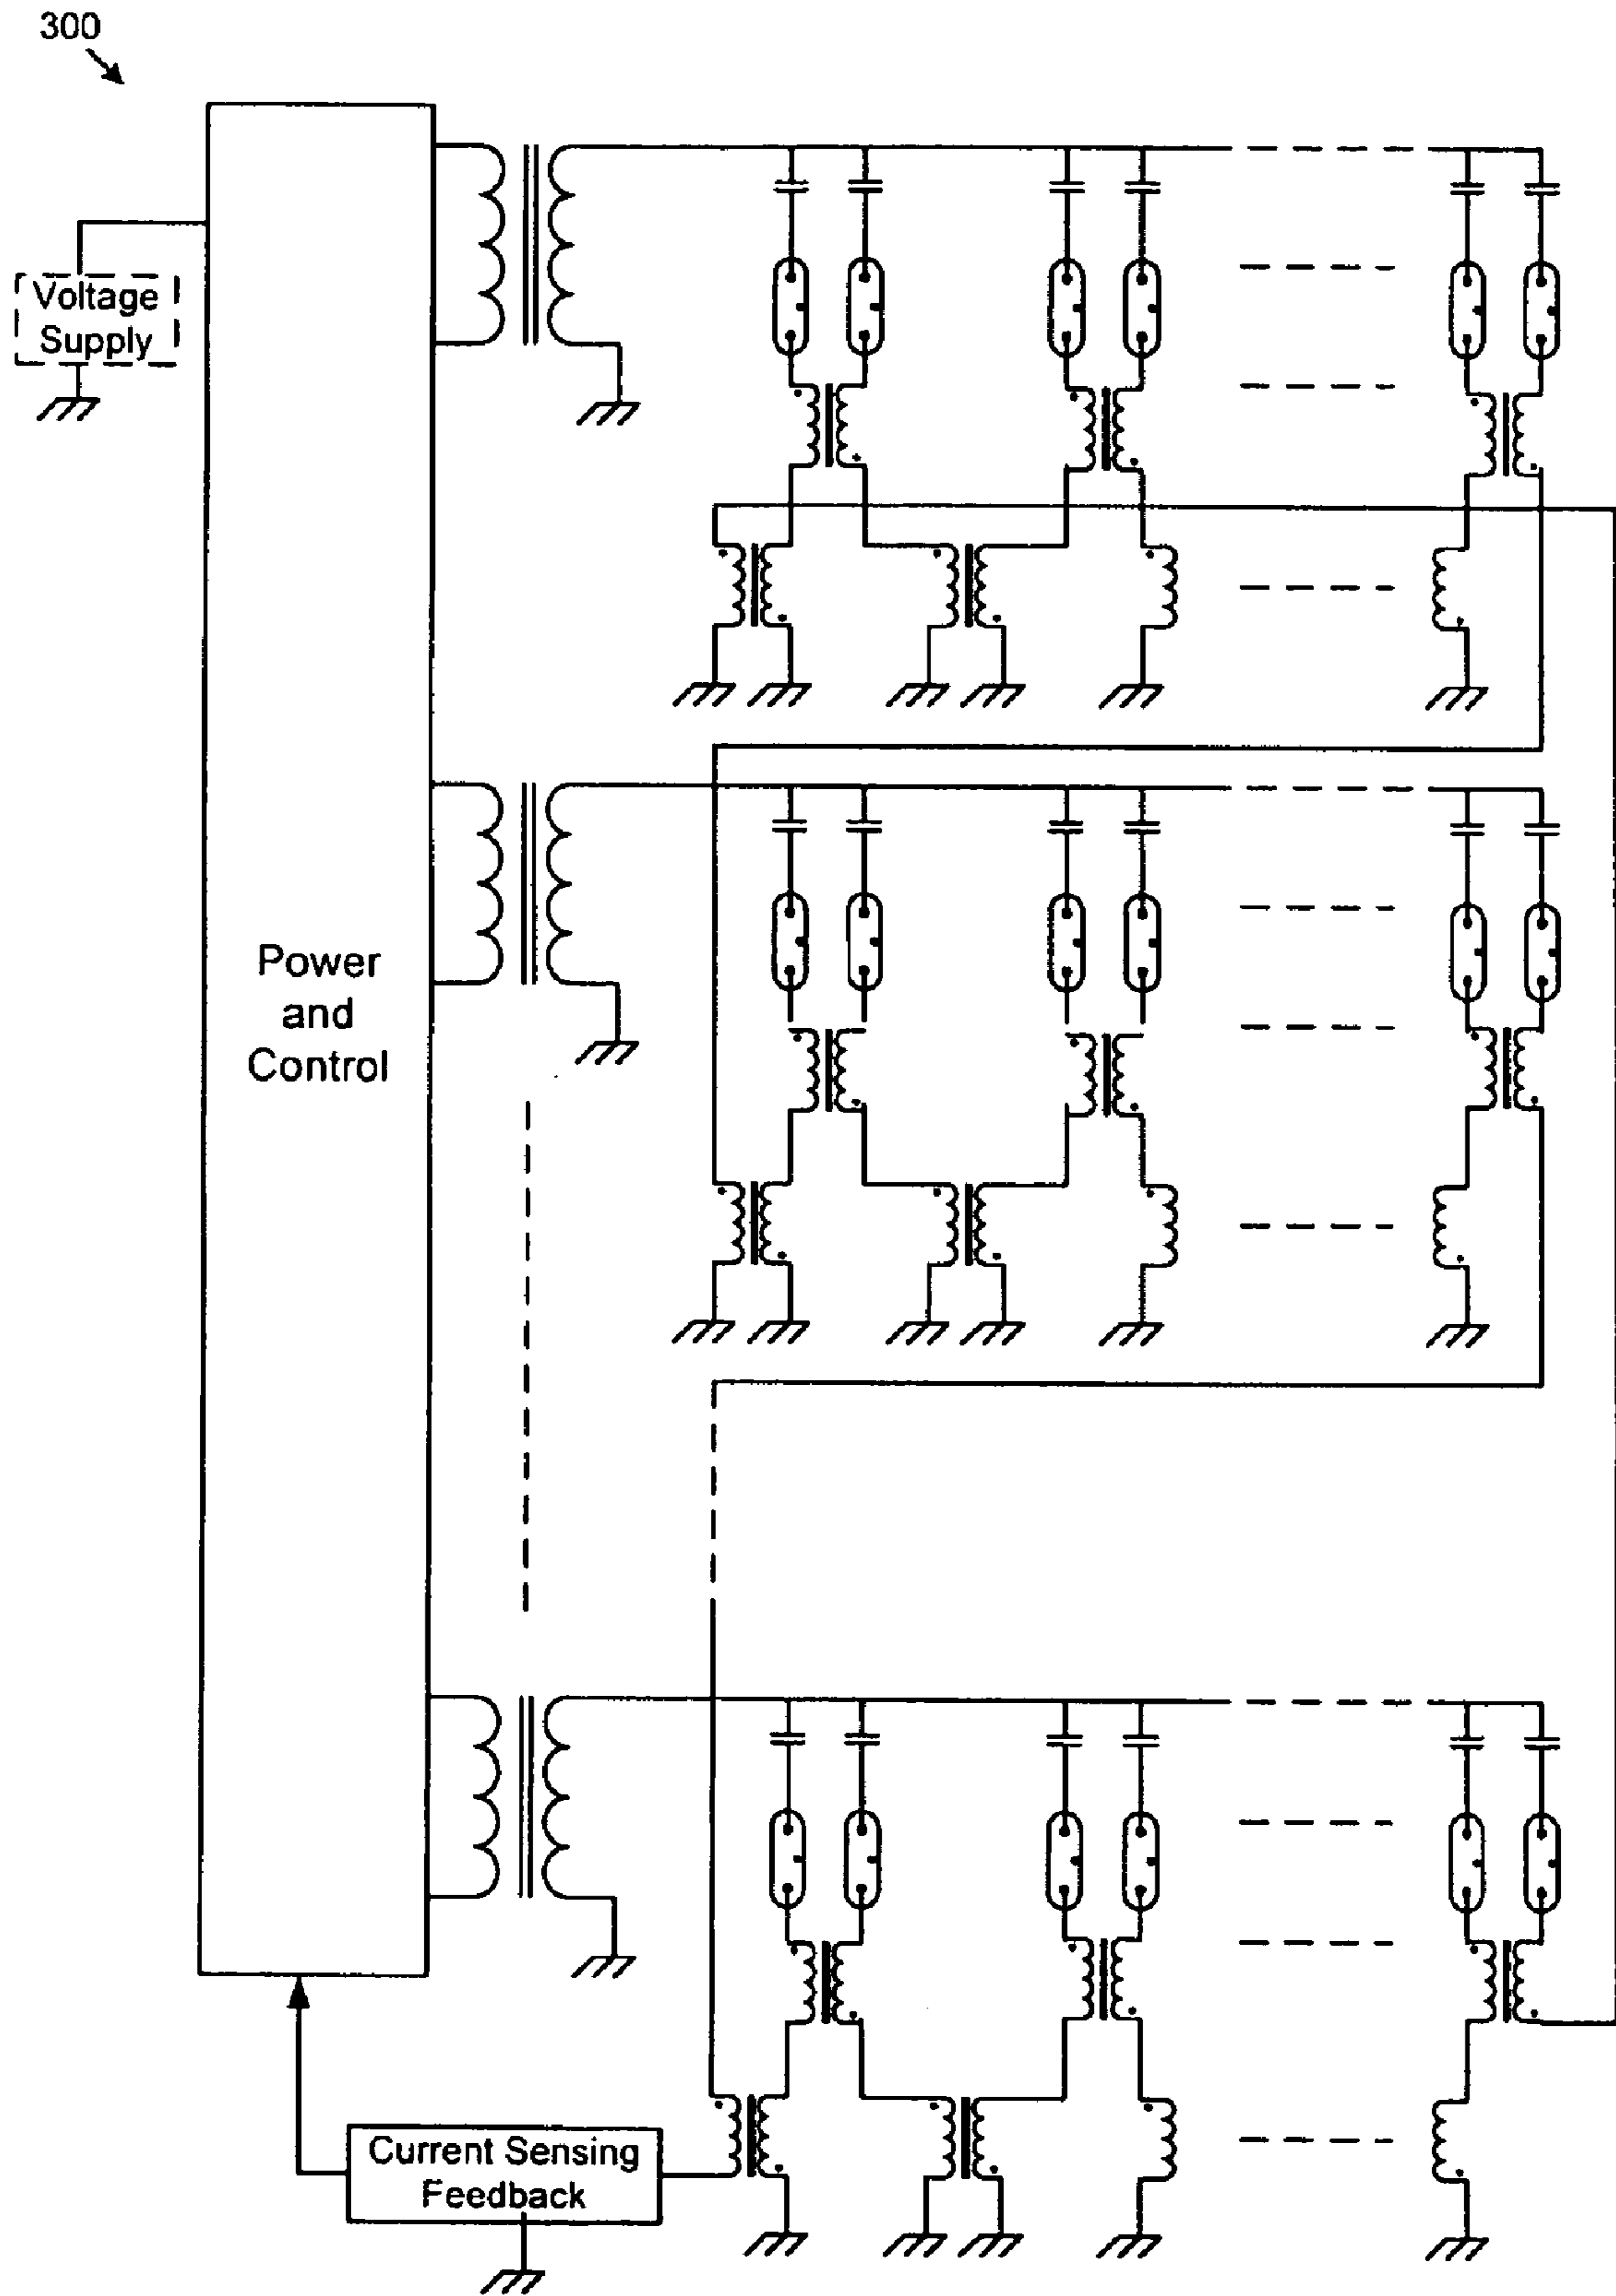 300
Voltage
Supply
Power
and
Control
Current Sensing
Feedback